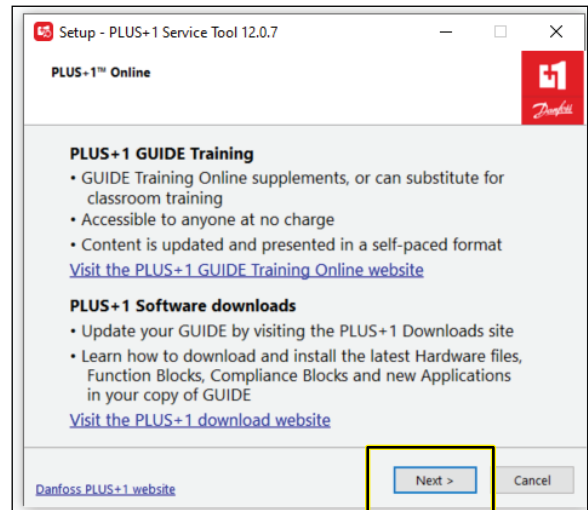 Setup - PLUS+1 Service Tool 12.0.7
PLUS+1™ Online
Danfoss
PLUS+1 GUIDE Training
• GUIDE Training Online supplements, or can substitute for
classroom training
• Accessible to anyone at no charge
• Content is updated and presented in a self-paced format
Visit the PLUS+1 GUIDE Training Online website
PLUS+1 Software downloads
• Update your GUIDE by visiting the PLUS+1 Downloads site
• Learn how to download and install the latest Hardware files,
Function Blocks, Compliance Blocks and new Applications
in your copy of GUIDE
Visit the PLUS+1 download website
Danfoss PLUS+1 website
Next >
Cancel